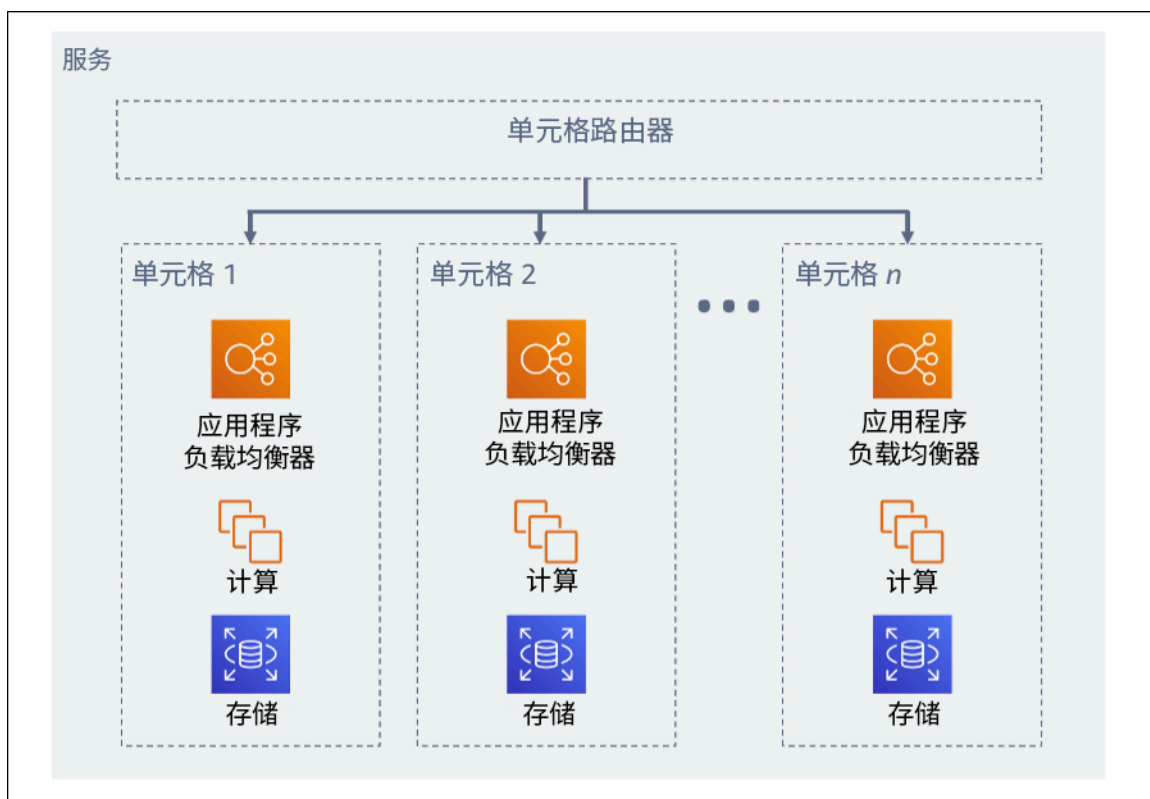 服务
单元格路由器
单元格 1
单元格 2
单元格 n
应用程序
负载均衡器
应用程序
负载均衡器
应用程序
负载均衡器
计算
计算
计算
存储
存储
存储